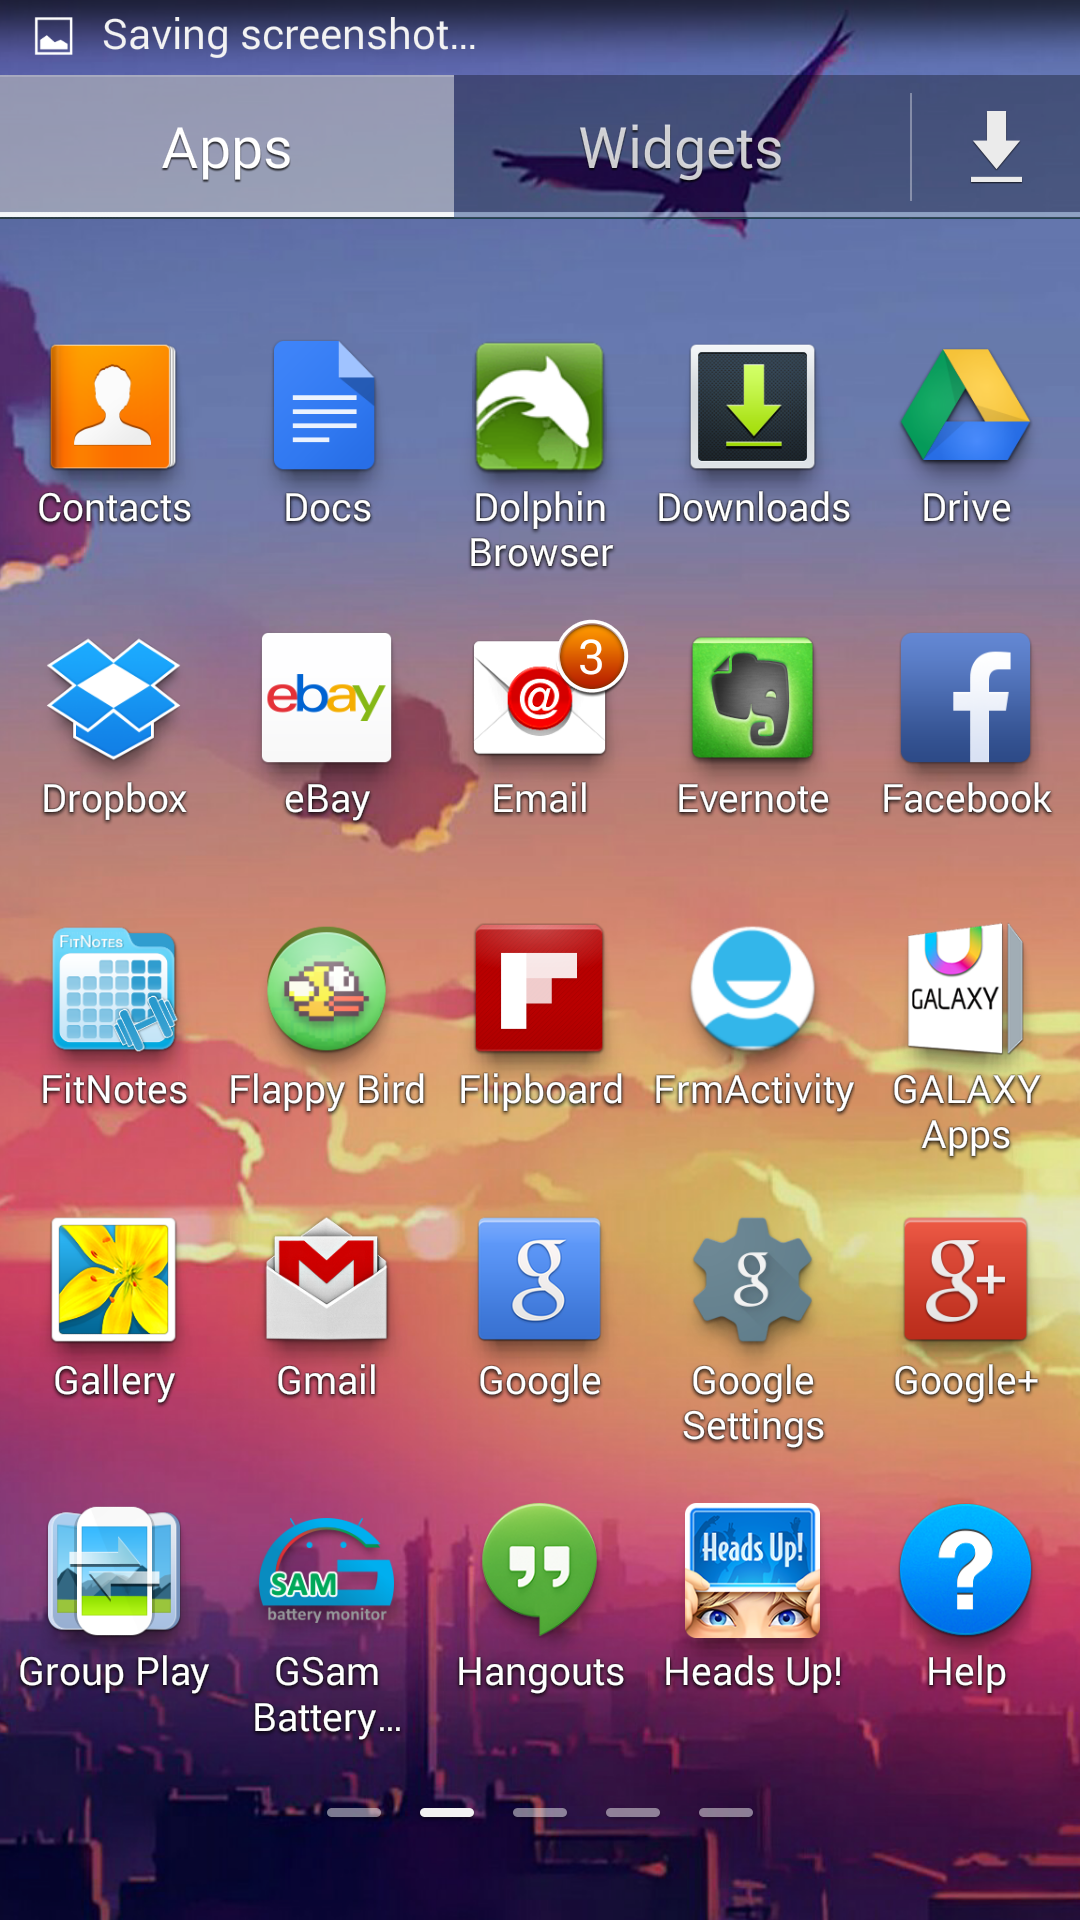 Saving screenshot...
Apps
Widgets
Contacts
Docs
Dolphin
Browser
Downloads
Drive
ebay
@
3
f
Dropbox
eBay
Email
Evernote
Facebook
FITNOTES
GALAXY
FitNotes
Flappy Bird
Flipboard
FrmActivity
GALAXY
Apps
g
g
g+
Gallery
Gmail
Google
Google
Settings
Google+
SAM
battery monitor
Heads Up!
?
Group Play
GSam
Battery...
Hangouts
Heads Up!
Help